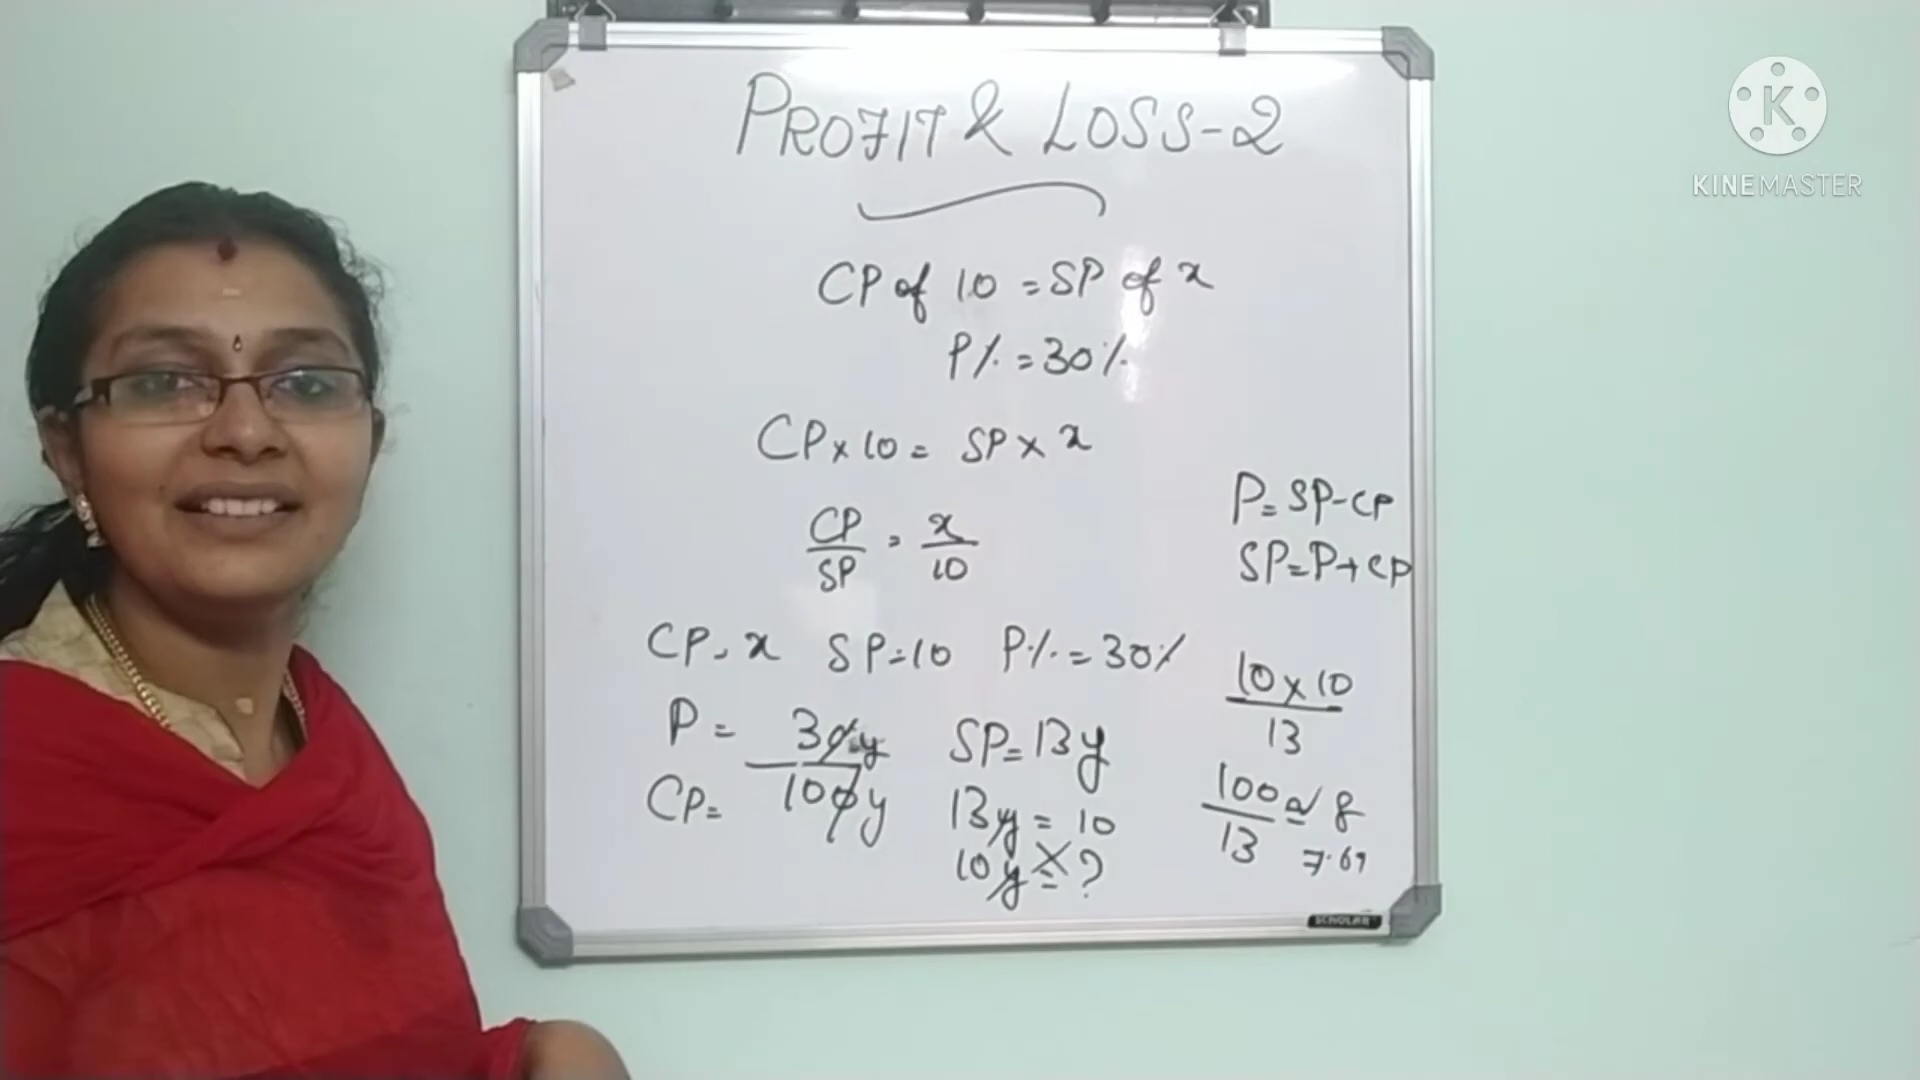 PROFIT & LOSS-2
CP of 10 = SP of x
P% = 30%
CP x 10 = SP x x
CP/SP = x/10
P = SP - CP
SP = P + CP
CP = x SP = 10 P% = 30%
P = 30y
CP = 100y
SP = 13y
13y = 10
10y = ?
10 x 10
13
100/13 ≃ 8
7.69
SCHOLAR
K
KINEMASTER